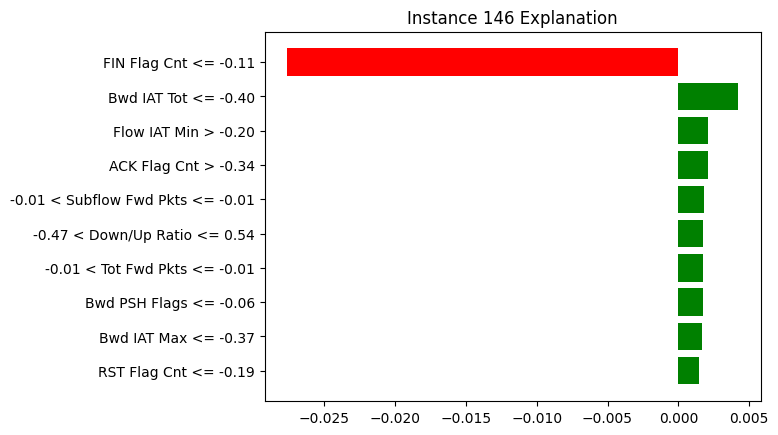 Instance 146 Explanation
FIN Flag Cnt <= -0.11
Bwd IAT Tot <= -0.40
Flow IAT Min > -0.20
ACK Flag Cnt > -0.34
-0.01 < Subflow Fwd Pkts <= -0.01
-0.47 < Down/Up Ratio <= 0.54
-0.01 < Tot Fwd Pkts <= -0.01
Bwd PSH Flags <= -0.06
Bwd IAT Max <= -0.37
RST Flag Cnt <= -0.19
−0.025 −0.020 −0.015 −0.010 −0.005 0.000 0.005